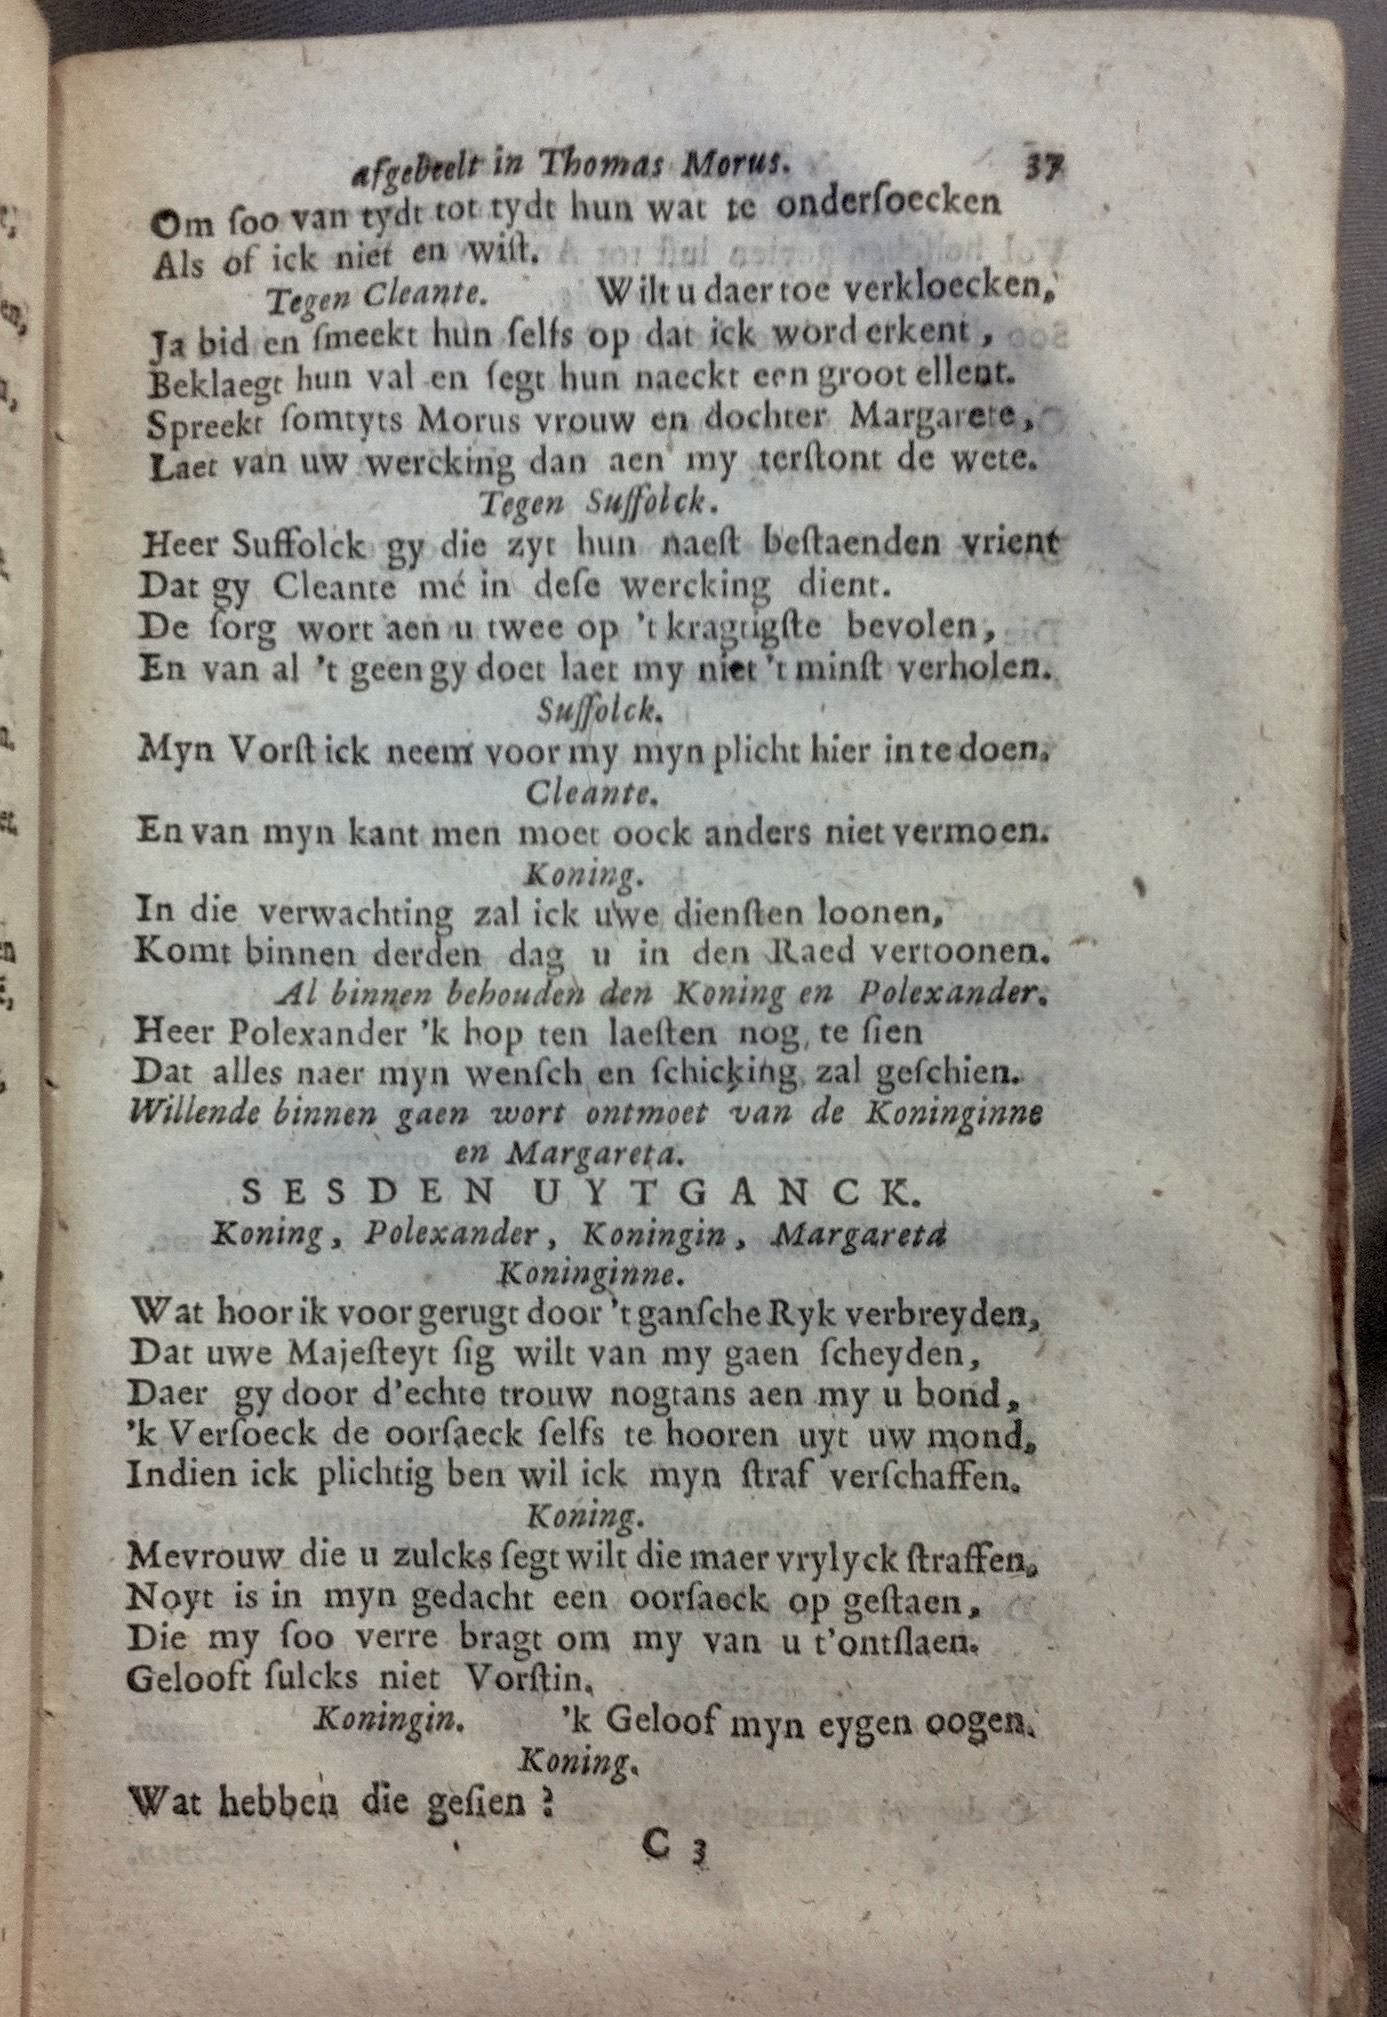 afgebeelt in Thomas Morus. 37
Om ſoo van tydt tot tydt hun wat te onderſoecken
Als of ick niet en wiſt.
Tegen Cleante. Wilt u daer toe verkloecken,
Ja bid en ſmeekt hun ſelfs op dat ick word erkent,
Beklaegt hun val en ſegt hun naeckt een groot ellent.
Spreekt ſomtyts Morus vrouw en dochter Margarete,
Laet van uw wercking dan aen my terſtont de wete.
Tegen Suffolck.
Heer Suffolck gy die zyt hun naeſt beſtaenden vrient
Dat gy Cleante mé in deſe wercking dient.
De ſorg wort aen u twee op 't kragtigſte bevolen,
En van al 't geen gy doet laet my niet 't minſt verholen.
Suffolck.
Myn Vorſt ick neem voor my myn plicht hier in te doen.
Cleante.
En van myn kant men moet oock anders niet vermoen.
Koning.
In die verwachting zal ick uwe dienſten loonen,
Komt binnen derden dag u in den Raed vertoonen.
Al binnen behouden den Koning en Polexander.
Heer Polexander 'k hop ten laeſten nog te ſien
Dat alles naer myn wenſch en ſchicking zal geſchien.
Willende binnen gaen wort ontmoet van de Koninginne
en Margareta.
SESDEN UYTGANCK.
Koning, Polexander, Koningin, Margareta
Koninginne.
Wat hoor ik voor gerugt door 't ganſche Ryk verbreyden,
Dat uwe Majeſteyt ſig wilt van my gaen ſcheyden,
Daer gy door d'echte trouw nogtans aen my u bond,
'k Verſoeck de oorſaeck ſelfs te hooren uyt uw mond,
Indien ick plichtig ben wil ick myn ſtraf verſchaffen.
Koning.
Mevrouw die u zulcks ſegt wilt die maer vrylyck ſtraffen,
Noyt is in myn gedacht een oorſaeck op geſtaen,
Die my ſoo verre bragt om my van u t'ontſlaen.
Gelooft ſulcks niet Vorſtin.
Koningin. 'k Geloof myn eygen oogen.
Koning.
Wat hebben die geſien?
C 3